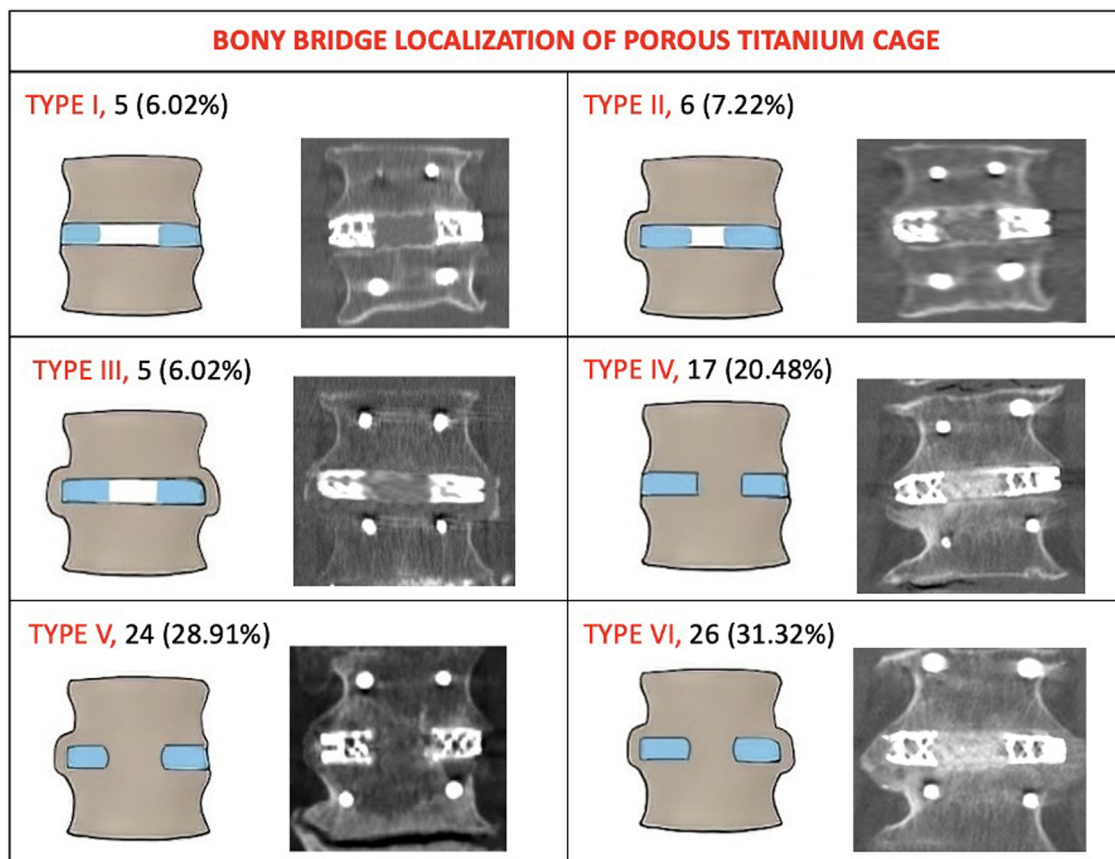 BONY BRIDGE LOCALIZATION OF POROUS TITANIUM CAGE
TYPE I, 5 (6.02%)
TYPE II, 6 (7.22%)
TYPE III, 5 (6.02%)
TYPE IV, 17 (20.48%)
TYPE V, 24 (28.91%)
TYPE VI, 26 (31.32%)